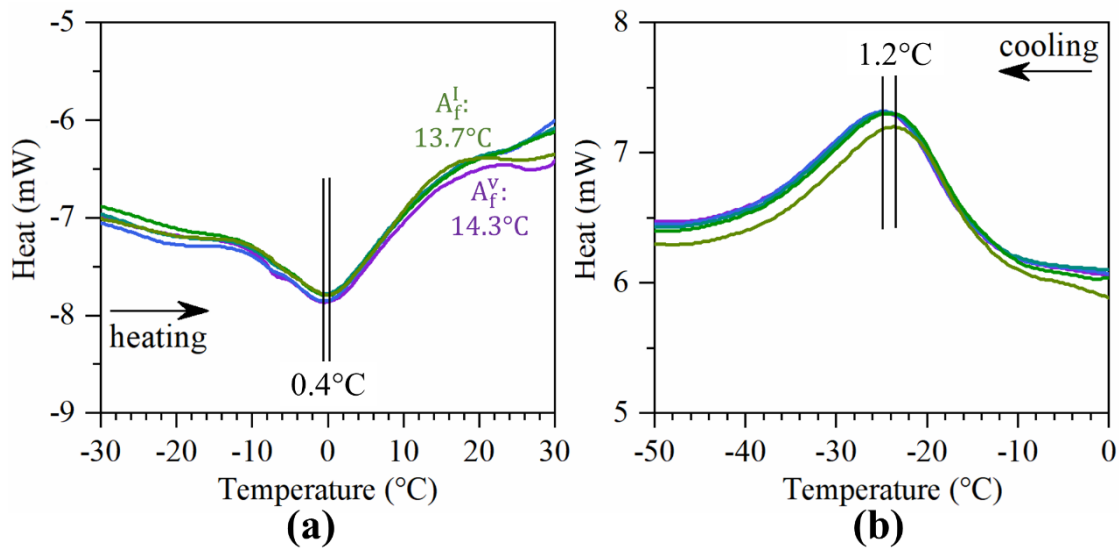 -5
-6
-7
-8
-9
Heat (mW)
A_f^I:
13.7°C
A_f^v:
14.3°C
heating
0.4°C
-30
-20
-10
0
10
20
30
Temperature (°C)
(a)
8
7
6
5
Heat (mW)
1.2°C
cooling
-50
-40
-30
-20
-10
0
Temperature (°C)
(b)